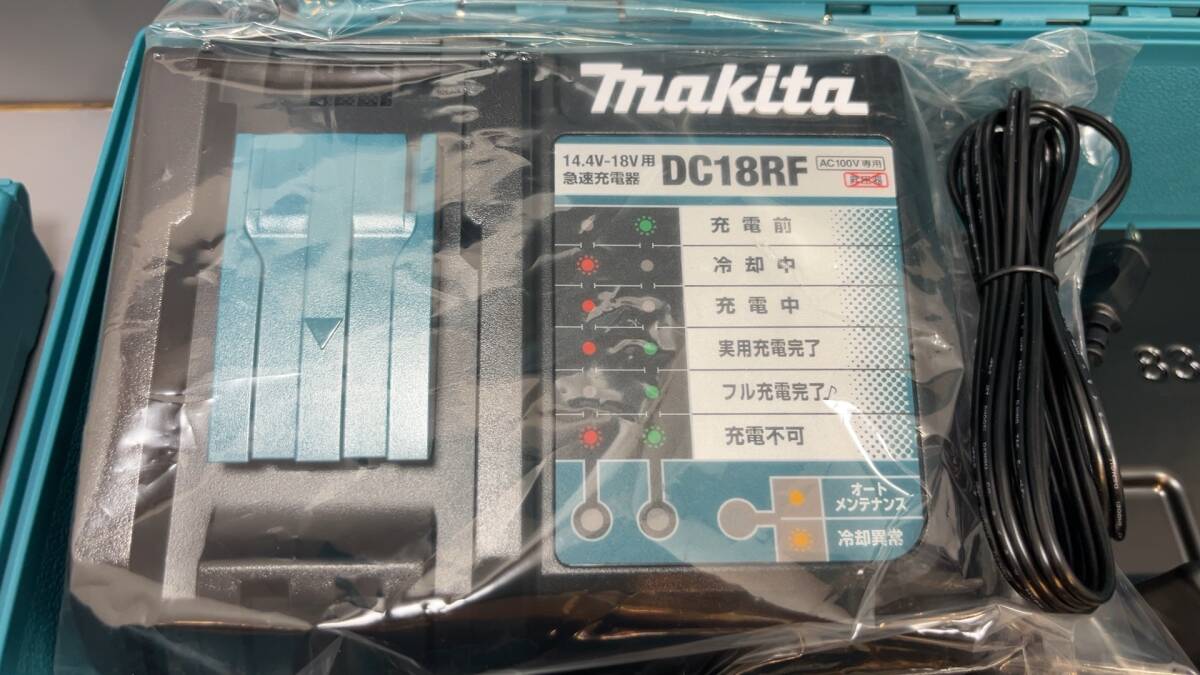 makita
14.4V-18V用
急速充電器
DC18RF
AC100V専用
充電前
冷却中
充電中
実用充電完了
フル充電完了♪
充電不可
オート
メンテナンス
冷却異常
33